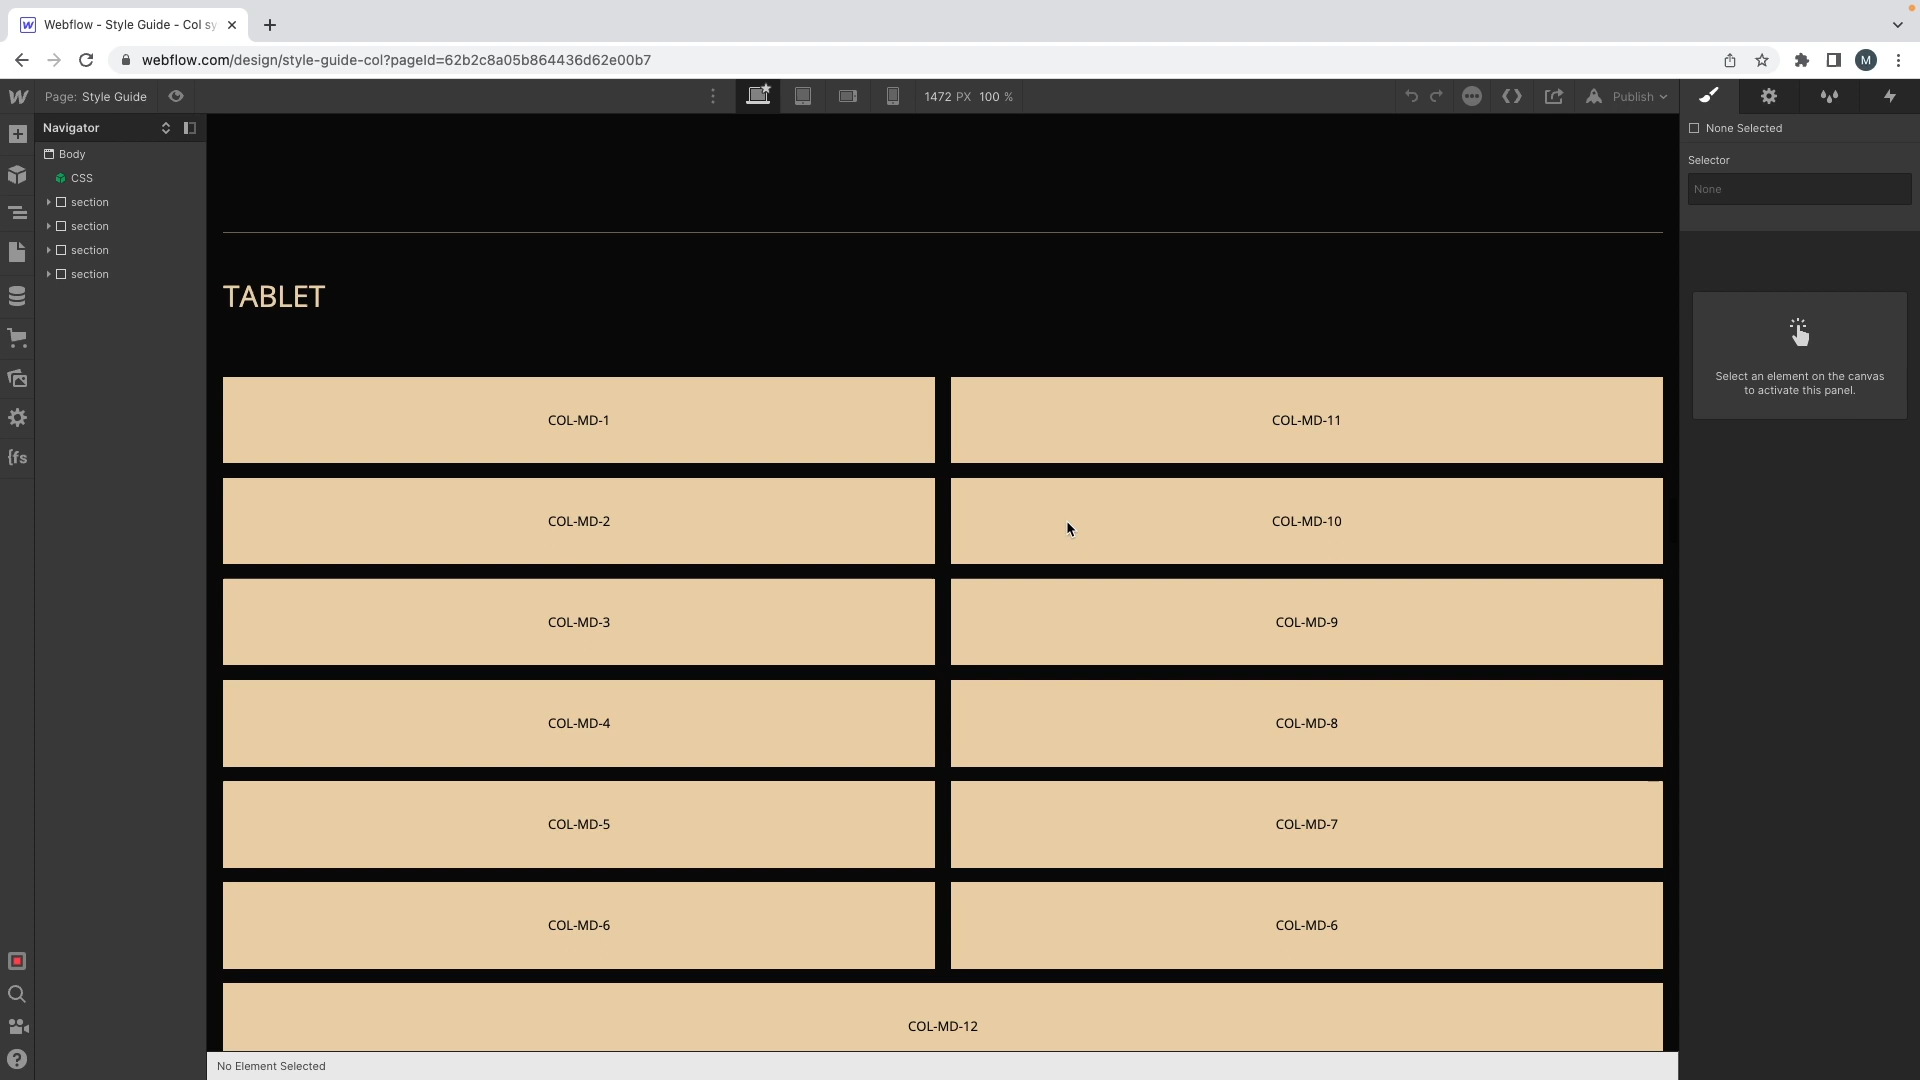 Webflow - Style Guide - Col sy
webflow.com/design/style-guide-col?pageId=62b2c8a05b864436d62e00b7
M
Page: Style Guide
1472 PX 100 %
Publish
Navigator
None Selected
Body
CSS
Selector
section
None
section
section
section
TABLET
Select an element on the canvas
to activate this panel.
COL-MD-1
COL-MD-11
COL-MD-2
COL-MD-10
COL-MD-3
COL-MD-9
COL-MD-4
COL-MD-8
COL-MD-5
COL-MD-7
COL-MD-6
COL-MD-6
COL-MD-12
{fs
No Element Selected